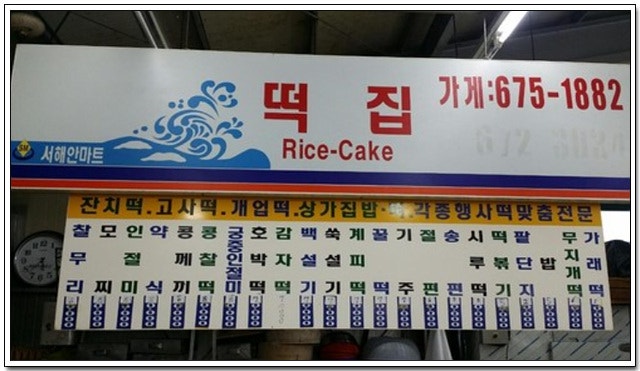 떡 집
가게:675-1882
Rice-Cake
서해안마트
잔치떡.고사떡.개업떡.상가집밥.떡.각종행사떡맞춤전문
찰무리
모찌
인절미
약식
콩께끼
콩찰떡
궁중인절미
호박떡
감자떡
백설기
쑥설기
계피떡
꿀떡
기주
절편
송편
시루떡
떡볶기
팥단지
밥
무지개떡
가래떡